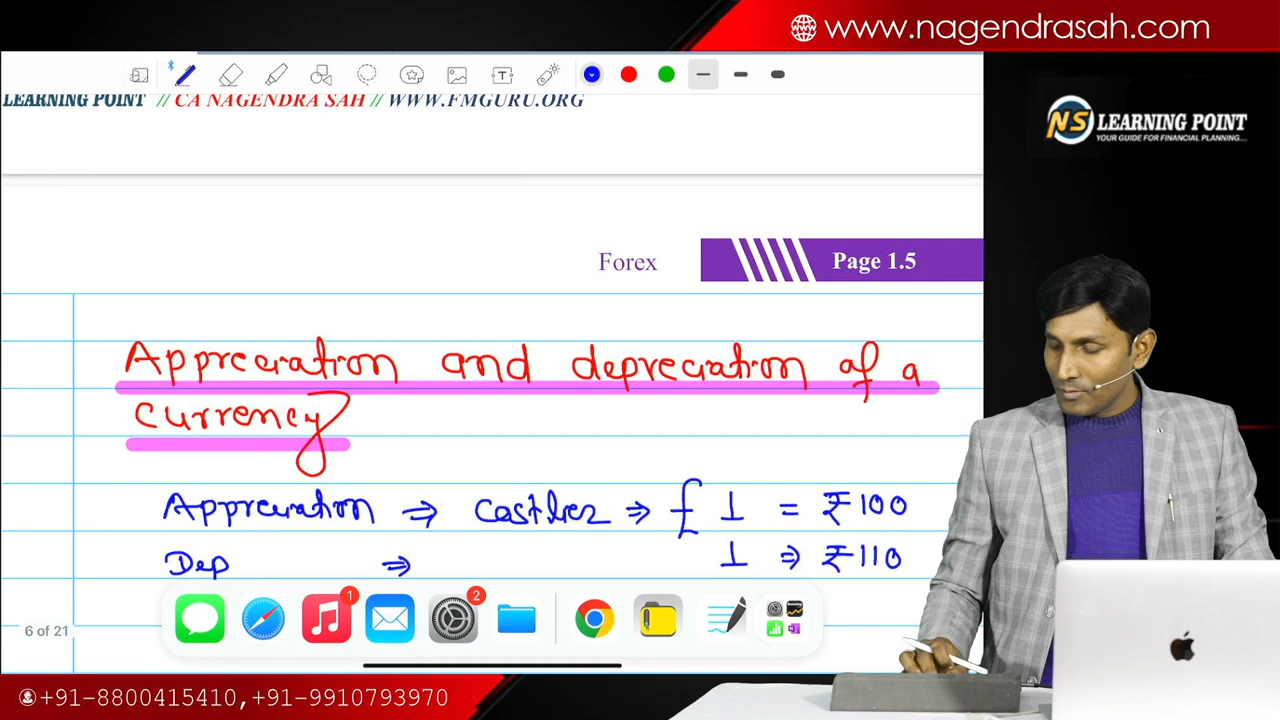 www.nagendrasah.com
LEARNING POINT // CA NAGENDRA SAH // WWW.FMGURU.ORG
NS LEARNING POINT
YOUR GUIDE FOR FINANCIAL PLANNING....
Forex
Page 1.5
Appreciation and depreciation of a
currency
Appreciation ⇒ Costlier ⇒ £ 1 = ₹100
Dep ⇒ 1 ⇒ ₹110
1
2
6 of 21
+91-8800415410,+91-9910793970